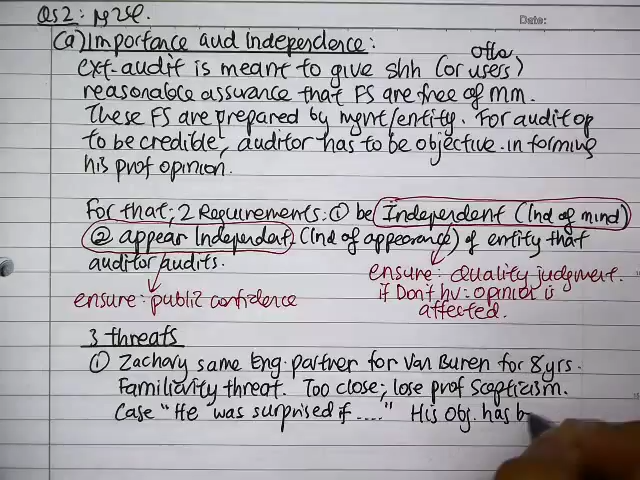 Qs2: 
Date:
(a) Importance and Independence:
ext-audit is meant to give shh (or other users)
reasonable assurance that FS are free of MM.
These FS are prepared by mgnt/entity. For audit op
to be credible, auditor has to be objective in forming
his prof opinion.
For that; 2 Requirements: ① be Independent (Ind of mind)
② appear Independent (Ind of appearance) of entity that
auditor audits.
ensure: quality judgment.
if Don't hv: opinion is
affected.
ensure: public confidence
3 threats
① Zachary same Eng. partner for Van Buren for 8 yrs.
Familiarity threat. Too close; lose prof scepticism.
Case "He was surprised if ...." His Obj. has b